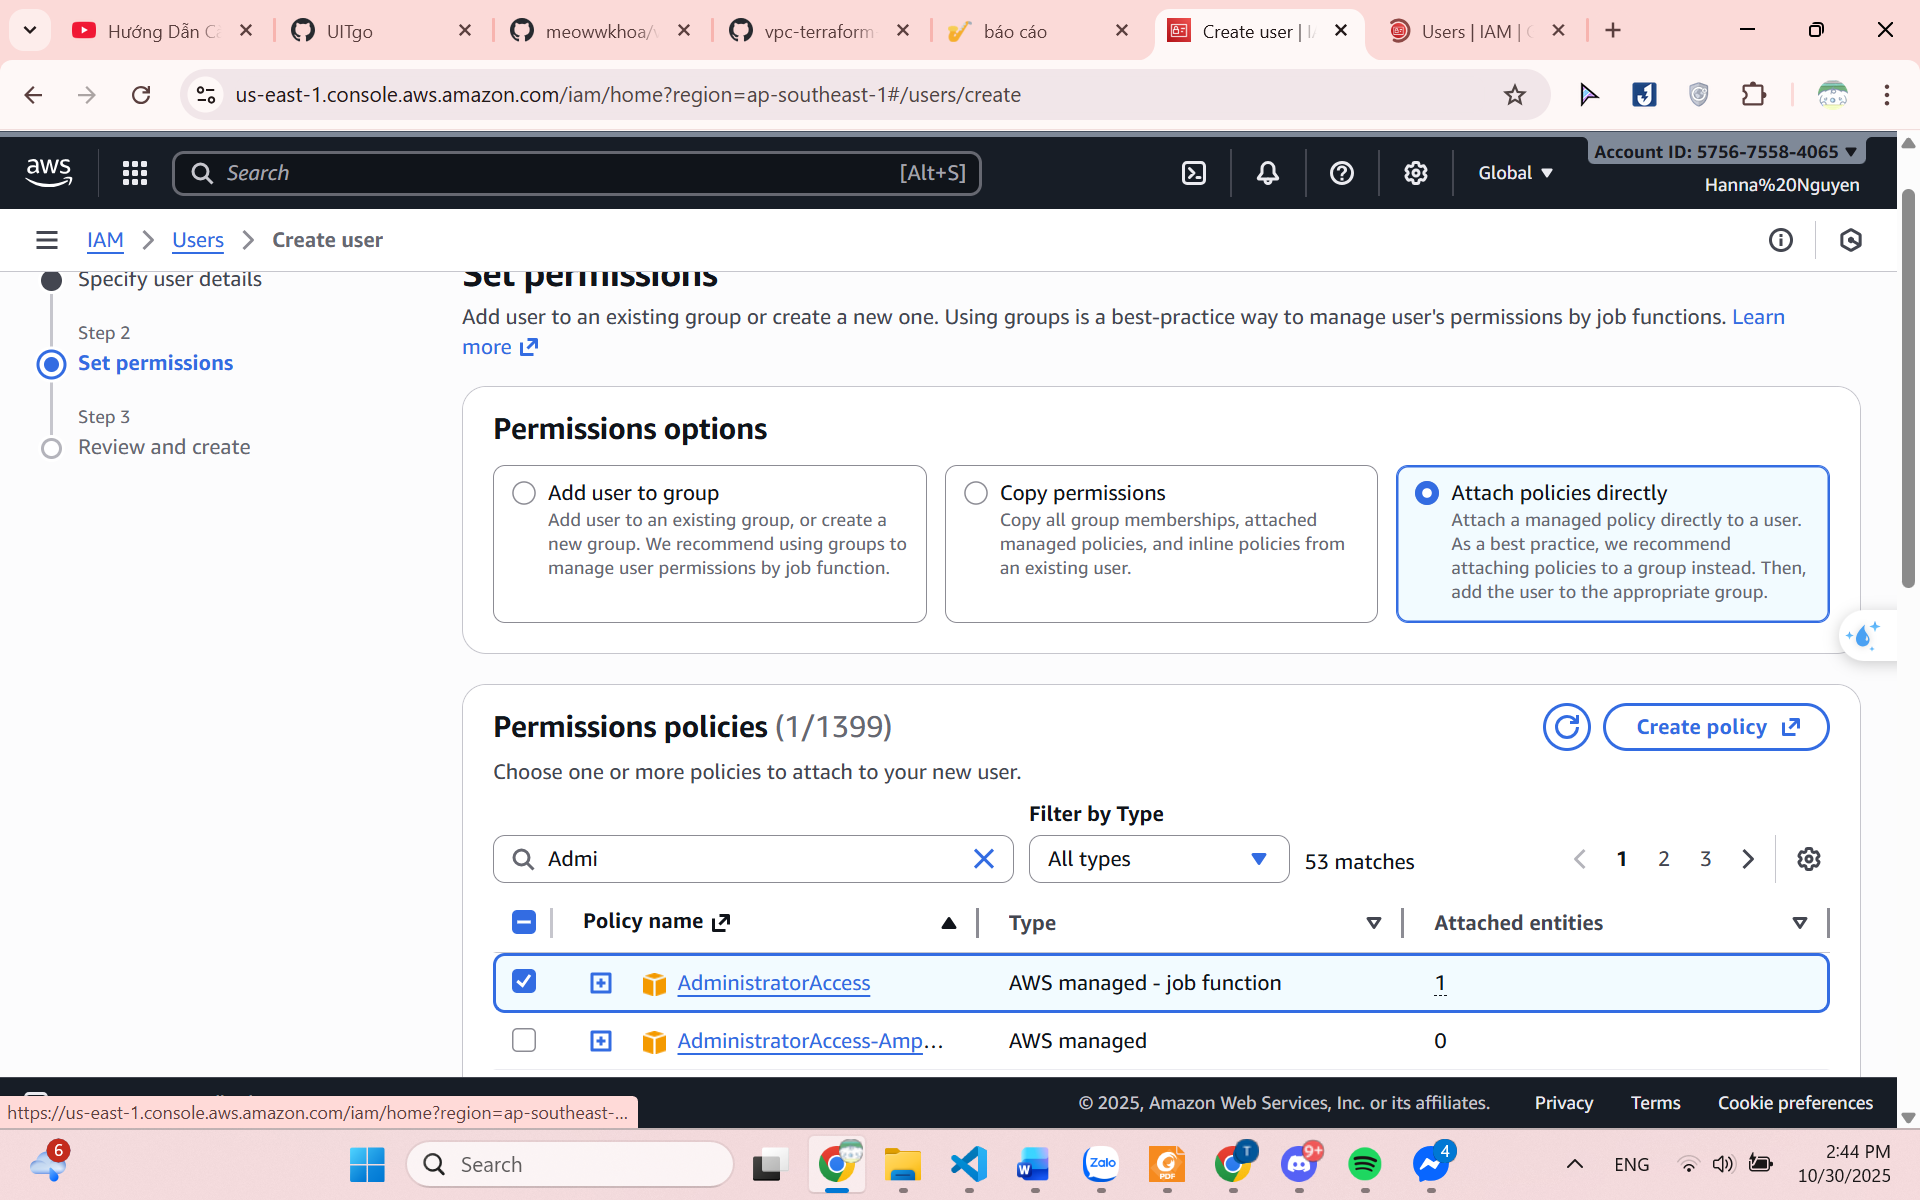 Hướng Dẫn Cà
UITgo
meowwkhoa/v
vpc-terraform
báo cáo
Create user | IA
Users | IAM | G
us-east-1.console.aws.amazon.com/iam/home?region=ap-southeast-1#/users/create
aws
Search
[Alt+S]
Global
Account ID: 5756-7558-4065
Hanna%20Nguyen
IAM
Users
Create user
Specify user details
Step 2
Set permissions
Step 3
Review and create
Set permissions
Add user to an existing group or create a new one. Using groups is a best-practice way to manage user's permissions by job functions. Learn
more
Permissions options
Add user to group
Add user to an existing group, or create a
new group. We recommend using groups to
manage user permissions by job function.
Copy permissions
Copy all group memberships, attached
managed policies, and inline policies from
an existing user.
Attach policies directly
Attach a managed policy directly to a user.
As a best practice, we recommend
attaching policies to a group instead. Then,
add the user to the appropriate group.
Permissions policies (1/1399)
Create policy
Choose one or more policies to attach to your new user.
Filter by Type
Admi
All types
53 matches
1 2 3
Policy name
Type
Attached entities
AdministratorAccess
AWS managed - job function
1
AdministratorAccess-Amp...
AWS managed
0
© 2025, Amazon Web Services, Inc. or its affiliates.
Privacy
Terms
Cookie preferences
https://us-east-1.console.aws.amazon.com/iam/home?region=ap-southeast-...
6
Search
Zalo
PDF
T
9+
4
ENG
2:44 PM
10/30/2025